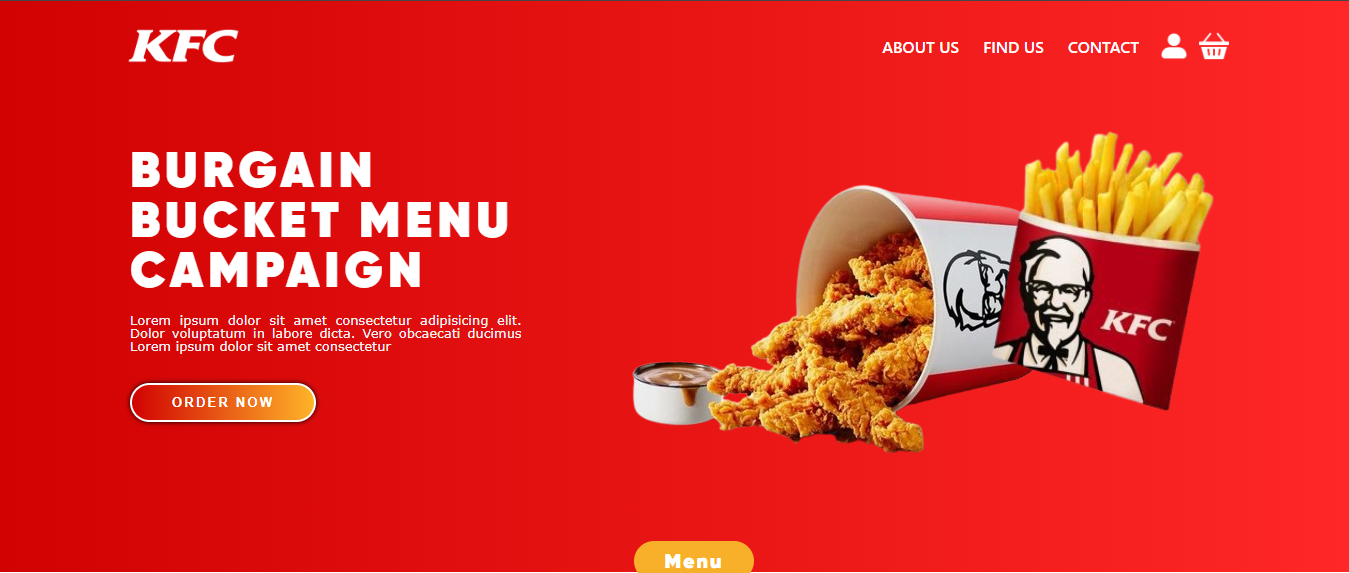 KFC
ABOUT US FIND US CONTACT
BURGAIN
BUCKET MENU
CAMPAIGN
Lorem ipsum dolor sit amet consectetur adipisicing elit.
Dolor voluptatum in labore dicta. Vero obcaecati ducimus
Lorem ipsum dolor sit amet consectetur
ORDER NOW
KFC
Menu